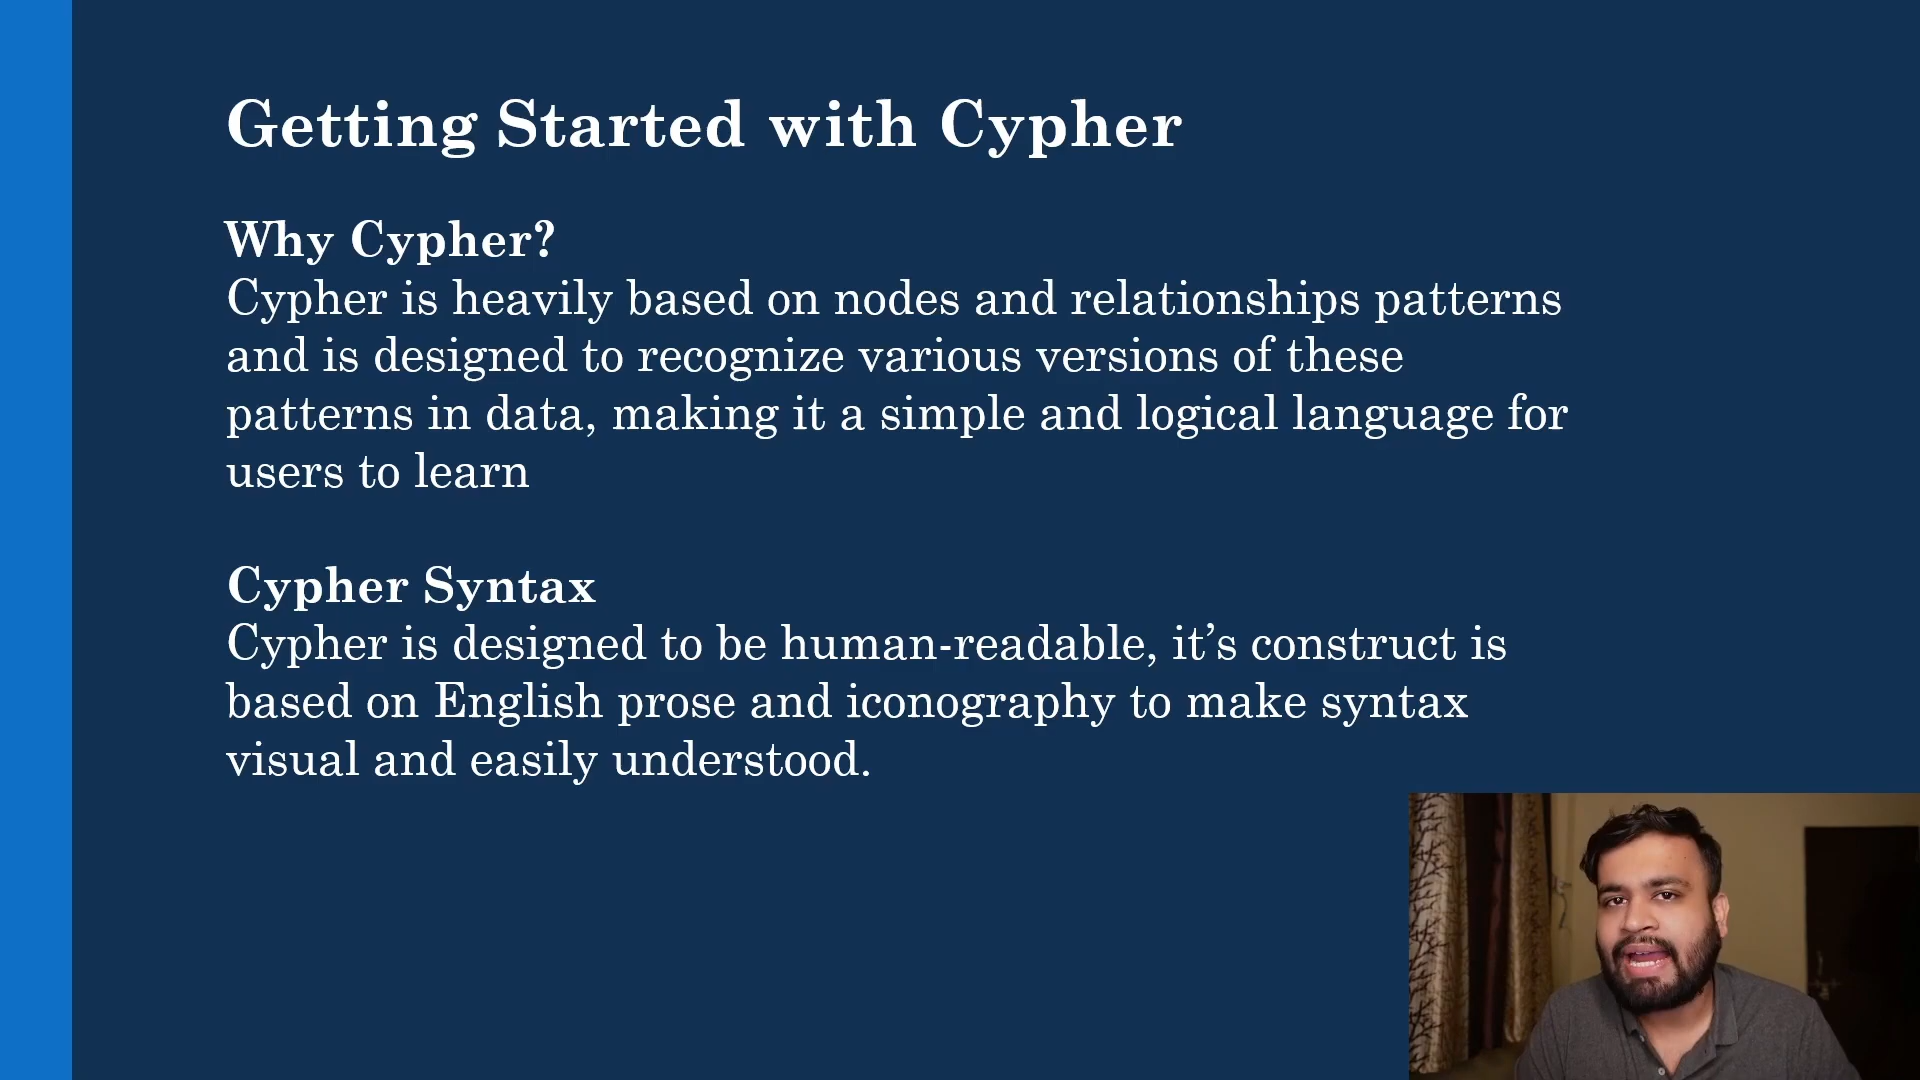 Getting Started with Cypher
Why Cypher?
Cypher is heavily based on nodes and relationships patterns
and is designed to recognize various versions of these
patterns in data, making it a simple and logical language for
users to learn
Cypher Syntax
Cypher is designed to be human-readable, it’s construct is
based on English prose and iconography to make syntax
visual and easily understood.